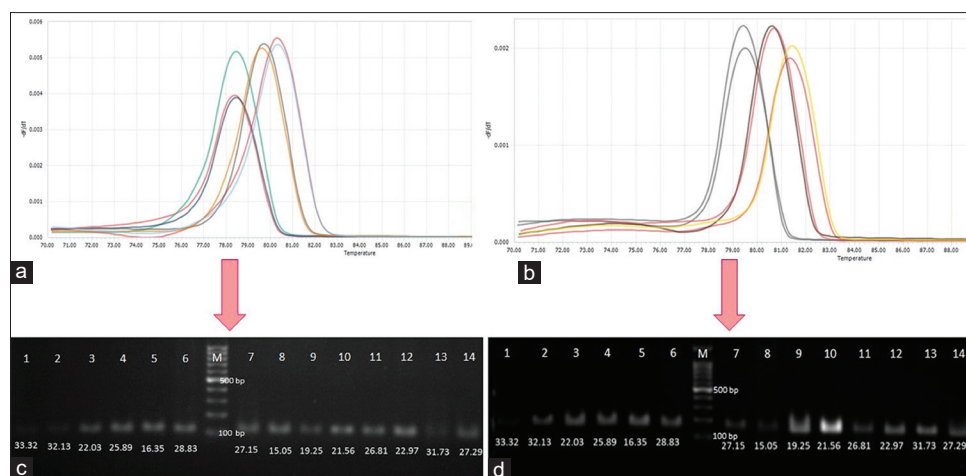 0.006
0.005
0.004
0.003
0.002
0.001
0.000
-dF/dT
70.00 71.00 72.00 73.00 74.00 75.00 76.00 77.00 78.00 79.00 80.00 81.00 82.00 83.00 84.00 85.00 86.00 87.00 88.00
Temperature
a
0.002
0.001
0.000
-dF/dT
70.00 71.00 72.00 73.00 74.00 75.00 76.00 77.00 78.00 79.00 80.00 81.00 82.00 83.00 84.00 85.00 86.00 87.00 88.00
Temperature
b
1 2 3 4 5 6 M 7 8 9 10 11 12 13 14
500 bp
100 bp
33.32 32.13 22.03 25.89 16.35 28.83 27.15 15.05 19.25 21.56 26.81 22.97 31.73 27.29
c
1 2 3 4 5 6 M 7 8 9 10 11 12 13 14
500 bp
100 bp
33.32 32.13 22.03 25.89 16.35 28.83 27.15 15.05 19.25 21.56 26.81 22.97 31.73 27.29
d